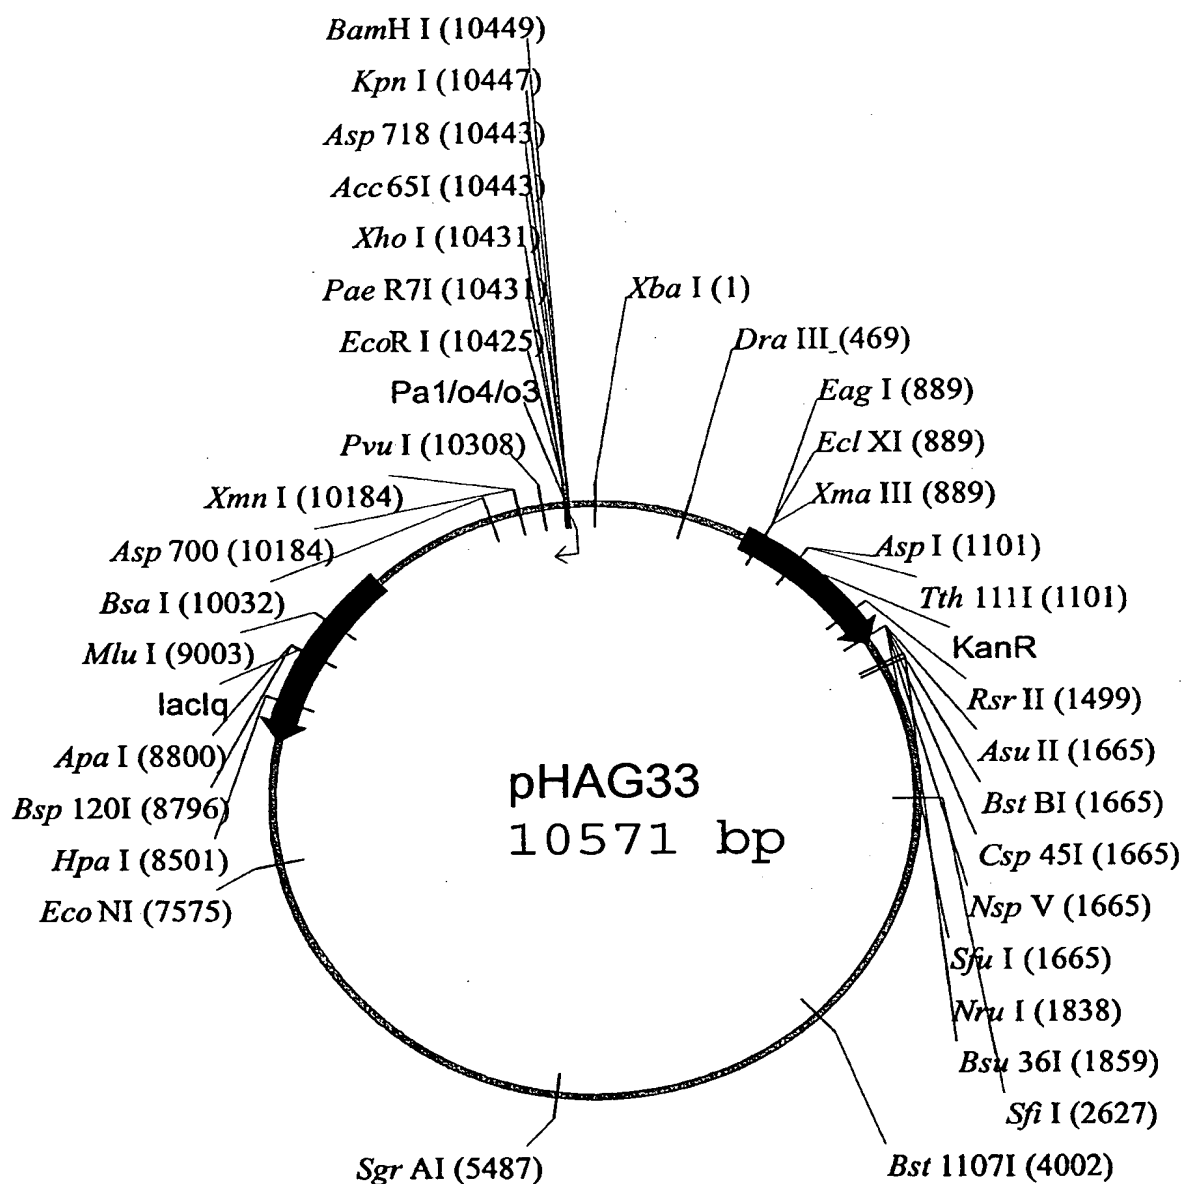 BamH I (10449)
Kpn I (10447)
Asp 718 (10443)
Acc 65I (10443)
Xho I (10431)
Pae R7I (10431)
EcoR I (10425)
Pa1/o4/o3
Pvu I (10308)
Xmn I (10184)
Asp 700 (10184)
Bsa I (10032)
Mlu I (9003)
lacIq
Apa I (8800)
Bsp 120I (8796)
Hpa I (8501)
Eco NI (7575)
Xba I (1)
Dra III (469)
Eag I (889)
Ecl XI (889)
Xma III (889)
Asp I (1101)
Tth 111I (1101)
KanR
Rsr II (1499)
Asu II (1665)
Bst BI (1665)
Csp 45I (1665)
Nsp V (1665)
Sfu I (1665)
Nru I (1838)
Bsu 36I (1859)
Sfi I (2627)
Bst 1107I (4002)
Sgr AI (5487)
pHAG33
10571 bp